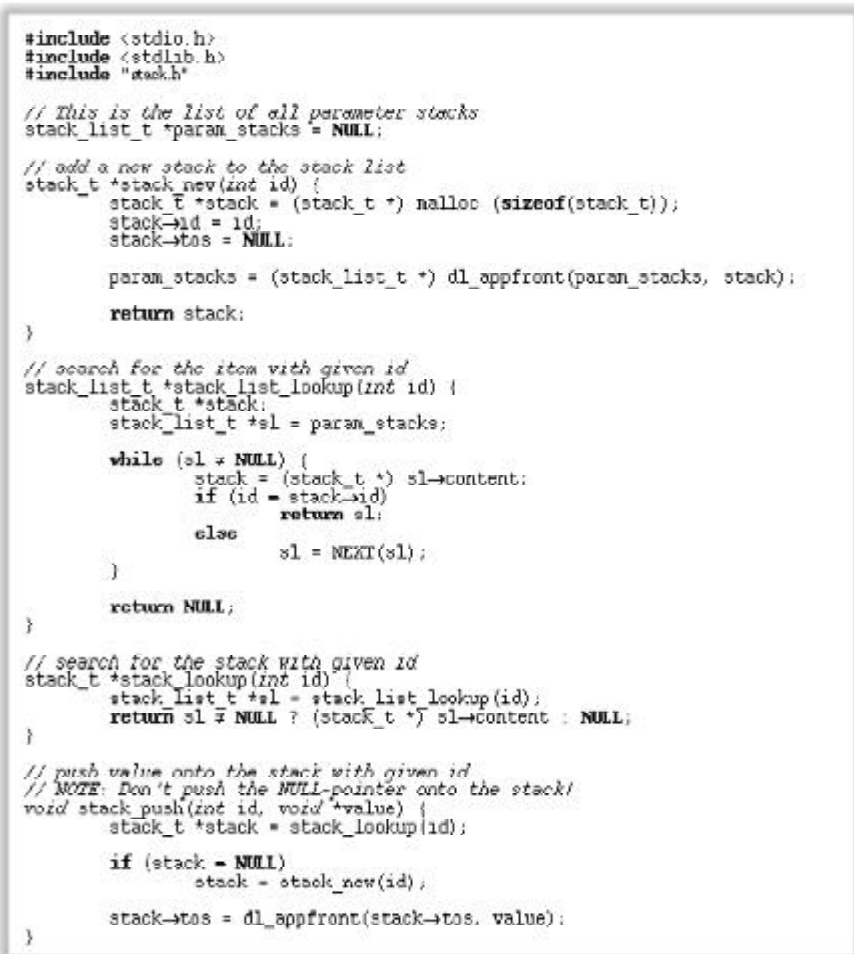 #include <stdio.h>
#include <stdlib.h>
#include "stack.h"
// This is the list of all parameter stacks
stack_list_t *param_stacks = NULL;
// add a new stack to the stack list
stack_t *stack_new(int id) {
stack_t *stack = (stack_t *) malloc (sizeof(stack_t));
stack→id = id;
stack→tos = NULL;
param_stacks = (stack_list_t *) dl_appfront(param_stacks, stack);
return stack;
}
// search for the item with given id
stack_list_t *stack_list_lookup(int id) {
stack_t *stack;
stack_list_t *sl = param_stacks;
while (sl ≠ NULL) {
stack = (stack_t *) sl→content;
if (id = stack→id)
return sl;
else
sl = NEXT(sl);
}
return NULL;
}
// search for the stack with given id
stack_t *stack_lookup(int id) {
stack_list_t *sl = stack_list_lookup(id);
return sl ≠ NULL ? (stack_t *) sl→content : NULL;
}
// push value onto the stack with given id
// NOTE: Don't push the NULL-pointer onto the stack!
void stack_push(int id, void *value) {
stack_t *stack = stack_lookup(id);
if (stack = NULL)
stack = stack_new(id);
stack→tos = dl_appfront(stack→tos, value);
}